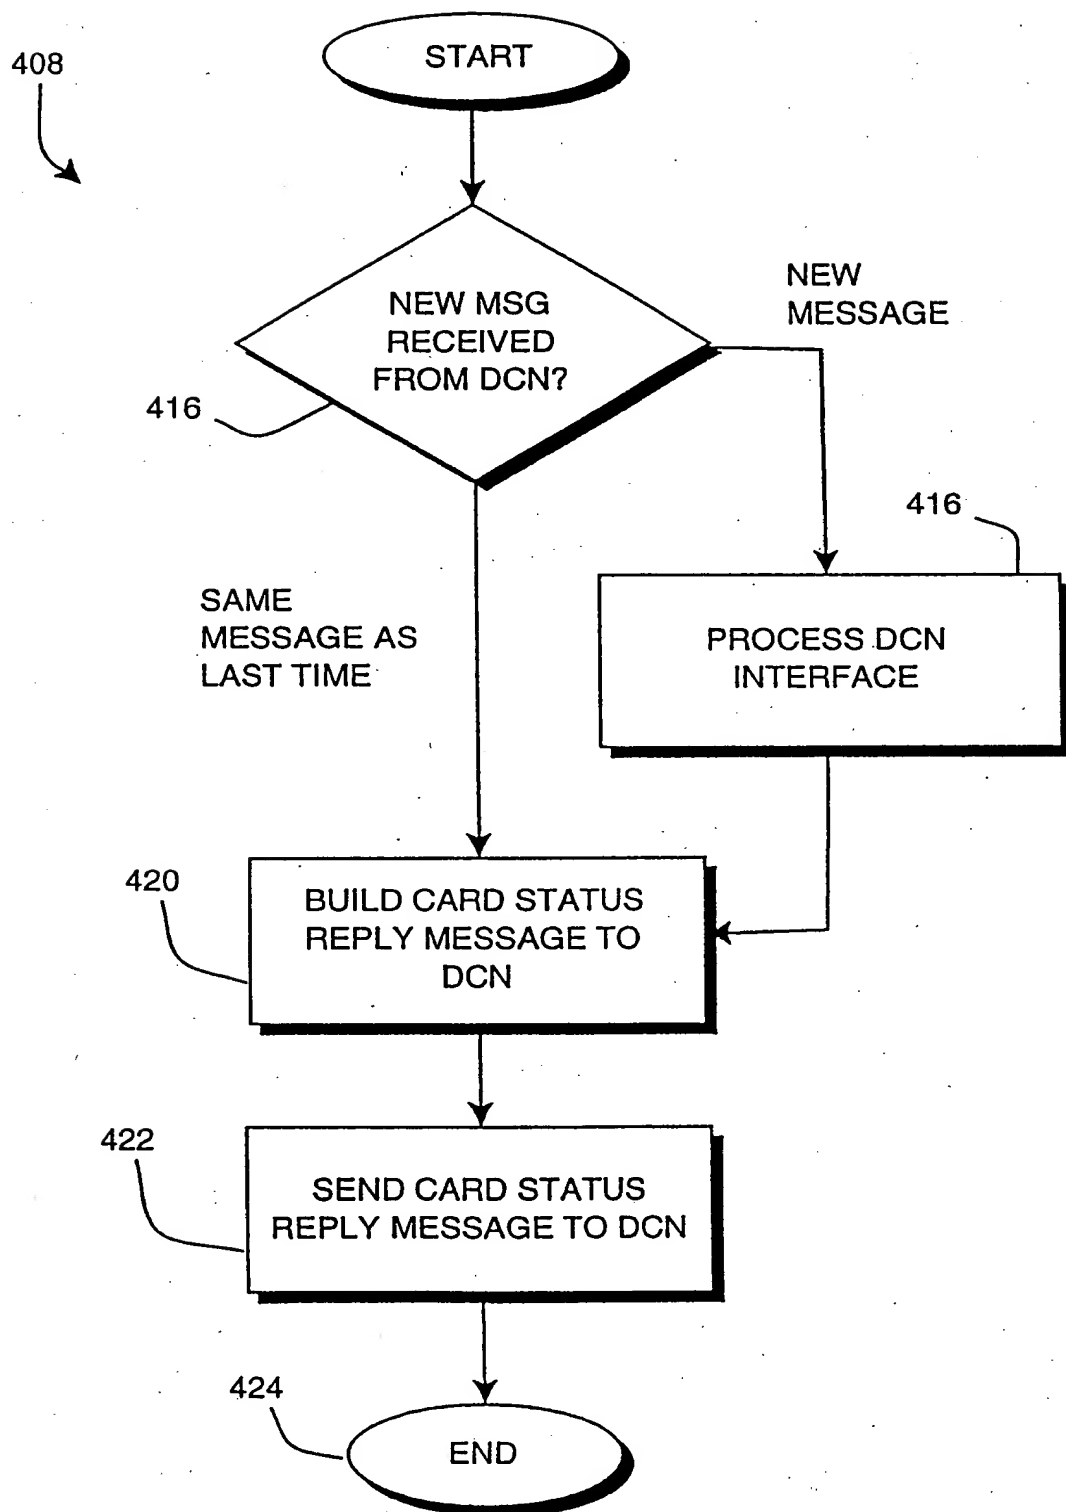 START
408
NEW MSG
RECEIVED
FROM DCN?
NEW
MESSAGE
416
416
SAME
MESSAGE AS
LAST TIME
PROCESS DCN
INTERFACE
420
BUILD CARD STATUS
REPLY MESSAGE TO
DCN
422
SEND CARD STATUS
REPLY MESSAGE TO DCN
424
END